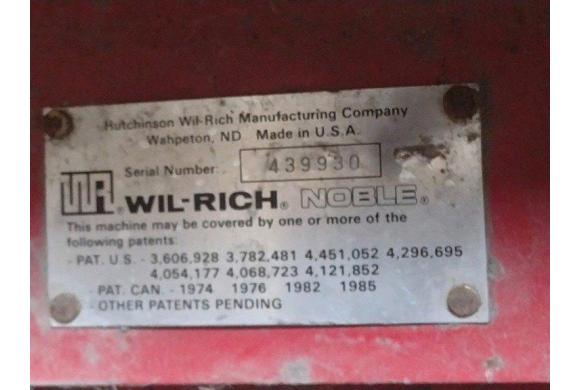 Hutchinson Wil-Rich Manufacturing Company
Wahpeton, ND Made in U.S.A.
Serial Number: 439930
WR ® WIL-RICH ® NOBLE ®
This machine may be covered by one or more of the
following patents:
- PAT. U.S. - 3,606,928 3,782,481 4,451,052 4,296,695
4,054,177 4,068,723 4,121,852
- PAT. CAN. - 1974 1976 1982 1985
- OTHER PATENTS PENDING